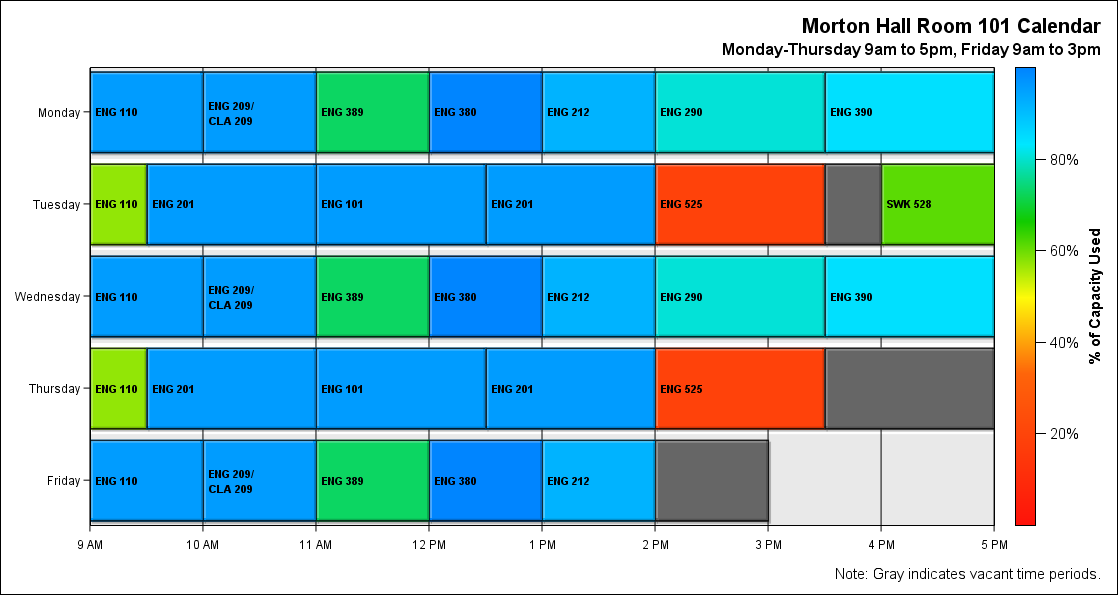 Morton Hall Room 101 Calendar
Monday-Thursday 9am to 5pm, Friday 9am to 3pm
Monday
ENG 110
ENG 209/
CLA 209
ENG 389
ENG 380
ENG 212
ENG 290
ENG 390
Tuesday
ENG 110
ENG 201
ENG 101
ENG 201
ENG 525
SWK 528
Wednesday
ENG 110
ENG 209/
CLA 209
ENG 389
ENG 380
ENG 212
ENG 290
ENG 390
Thursday
ENG 110
ENG 201
ENG 101
ENG 201
ENG 525
Friday
ENG 110
ENG 209/
CLA 209
ENG 389
ENG 380
ENG 212
9 AM
10 AM
11 AM
12 PM
1 PM
2 PM
3 PM
4 PM
5 PM
80%
60%
40%
20%
% of Capacity Used
Note: Gray indicates vacant time periods.